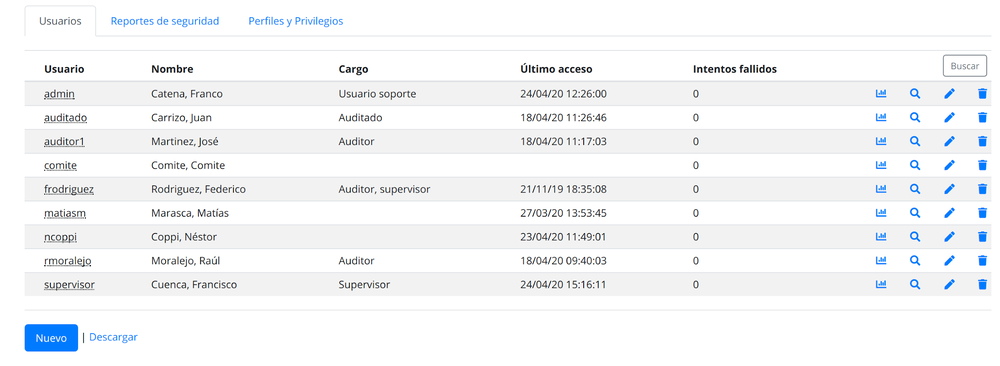 Usuarios Reportes de seguridad Perfiles y Privilegios
Usuario Nombre Cargo Último acceso Intentos fallidos Buscar
admin Catena, Franco Usuario soporte 24/04/20 12:26:00 0
auditado Carrizo, Juan Auditado 18/04/20 11:26:46 0
auditor1 Martinez, José Auditor 18/04/20 11:17:03 0
comite Comite, Comite 0
frodriguez Rodriguez, Federico Auditor, supervisor 21/11/19 18:35:08 0
matiasm Marasca, Matías 27/03/20 13:53:45 0
ncoppi Coppi, Néstor 23/04/20 11:49:01 0
rmoralejo Moralejo, Raúl Auditor 18/04/20 09:40:03 0
supervisor Cuenca, Francisco Supervisor 24/04/20 15:16:11 0
Nuevo | Descargar